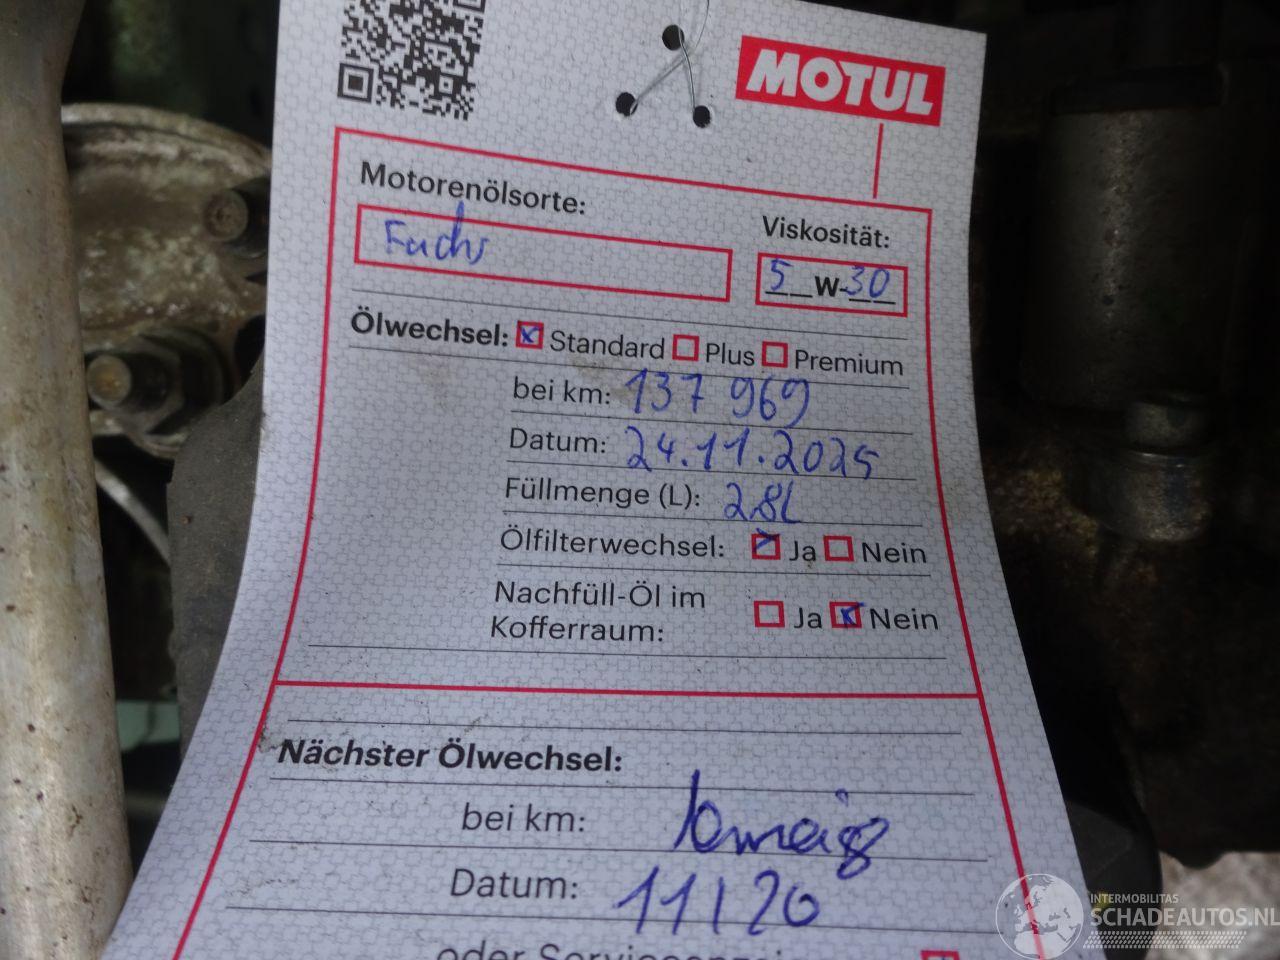 MOTUL
Motorenölsorte:
Fuchs
Viskosität:
5 W-30
Ölwechsel: Standard Plus Premium
bei km: 137 969
Datum: 24.11.2025
Füllmenge (L): 2.8L
Ölfilterwechsel: Ja Nein
Nachfüll-Öl im
Kofferraum: Ja Nein
Nächster Ölwechsel:
bei km:
Datum: 11/26
oder Serviceanzei
INTERMOBILITAS
SCHADEAUTOS.NL